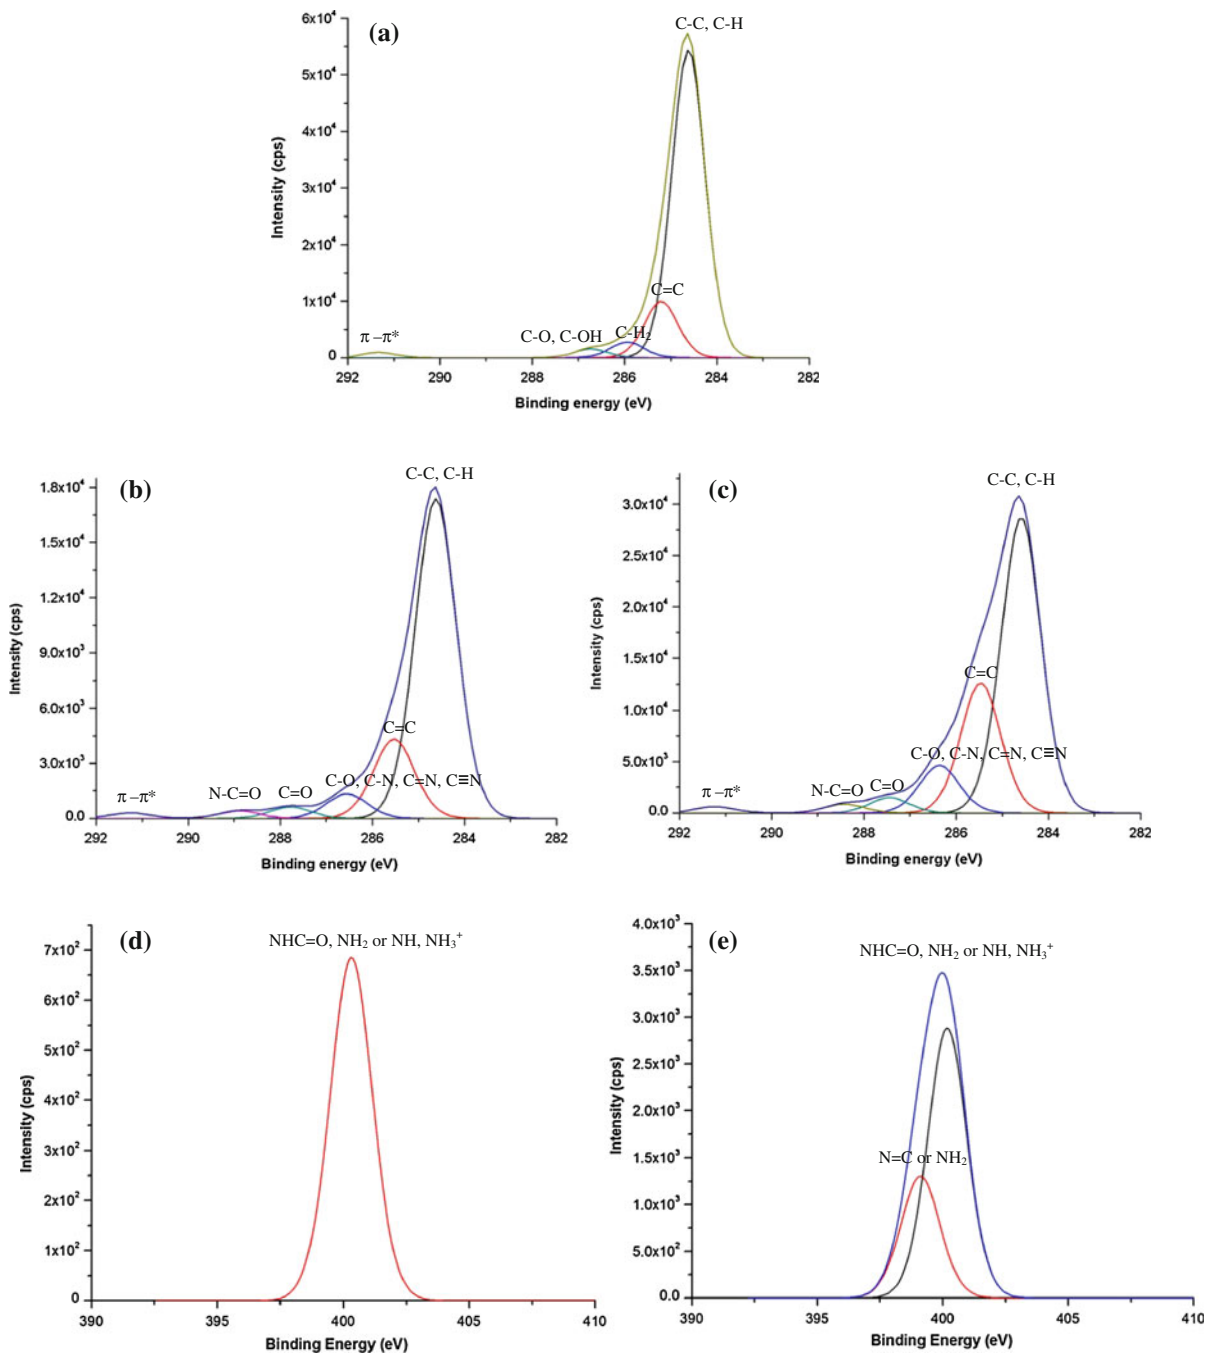 (a)
C-C, C-H
6x10⁴
5x10⁴
4x10⁴
3x10⁴
2x10⁴
1x10⁴
0
Intensity (cps)
C=C
C-H₂
C-O, C-OH
π–π*
292 290 288 286 284 282
Binding energy (eV)
(b)
C-C, C-H
1.8x10⁴
1.5x10⁴
1.2x10⁴
9.0x10³
6.0x10³
3.0x10³
0.0
Intensity (cps)
C=C
C-O, C-N, C=N, C≡N
C=O
N-C=O
π–π*
292 290 288 286 284 282
Binding energy (eV)
(c)
C-C, C-H
3.0x10⁴
2.5x10⁴
2.0x10⁴
1.5x10⁴
1.0x10⁴
5.0x10³
0.0
Intensity (cps)
C=C
C-O, C-N, C=N, C≡N
C=O
N-C=O
π–π*
292 290 288 286 284 282
Binding energy (eV)
(d)
NHC=O, NH₂ or NH, NH₃⁺
7x10²
6x10²
5x10²
4x10²
3x10²
2x10²
1x10²
0
Intensity (cps)
390 395 400 405 410
Binding Energy (eV)
(e)
NHC=O, NH₂ or NH, NH₃⁺
4.0x10³
3.5x10³
3.0x10³
2.5x10³
2.0x10³
1.5x10³
1.0x10³
5.0x10²
0.0
Intensity (cps)
N=C or NH₂
390 395 400 405 410
Binding Energy (eV)